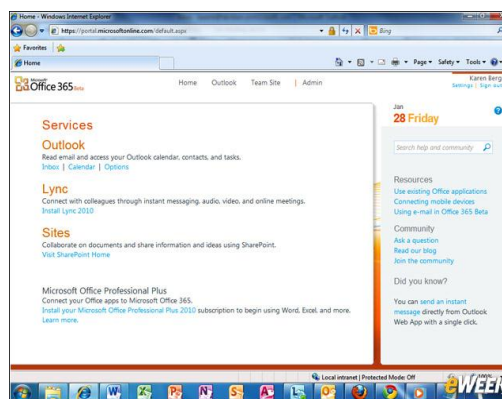 Home - Windows Internet Explorer
https://portal.microsoftonline.com/default.aspx
Bing
Favorites
Home
Page Safety Tools
Microsoft
Office 365 Beta
Home Outlook Team Site | Admin
Karen Berg
Settings | Sign out
Services
Outlook
Read email and access your Outlook calendar, contacts, and tasks.
Inbox | Calendar | Options
Lync
Connect with colleagues through instant messaging, audio, video, and online meetings.
Install Lync 2010
Sites
Collaborate on documents and share information and ideas using SharePoint.
Visit SharePoint Home
Microsoft Office Professional Plus
Connect your Office apps to Microsoft Office 365.
Install your Microsoft Office Professional Plus 2010 subscription to begin using Word, Excel, and more.
Learn more.
Jan
28 Friday
Search help and community
Resources
Use existing Office applications
Connecting mobile devices
Using e-mail in Office 365 Beta
Community
Ask a question
Read our blog
Join the community
Did you know?
You can send an instant
message directly from Outlook
Web App with a single click.
Local intranet | Protected Mode: Off
eWEEK